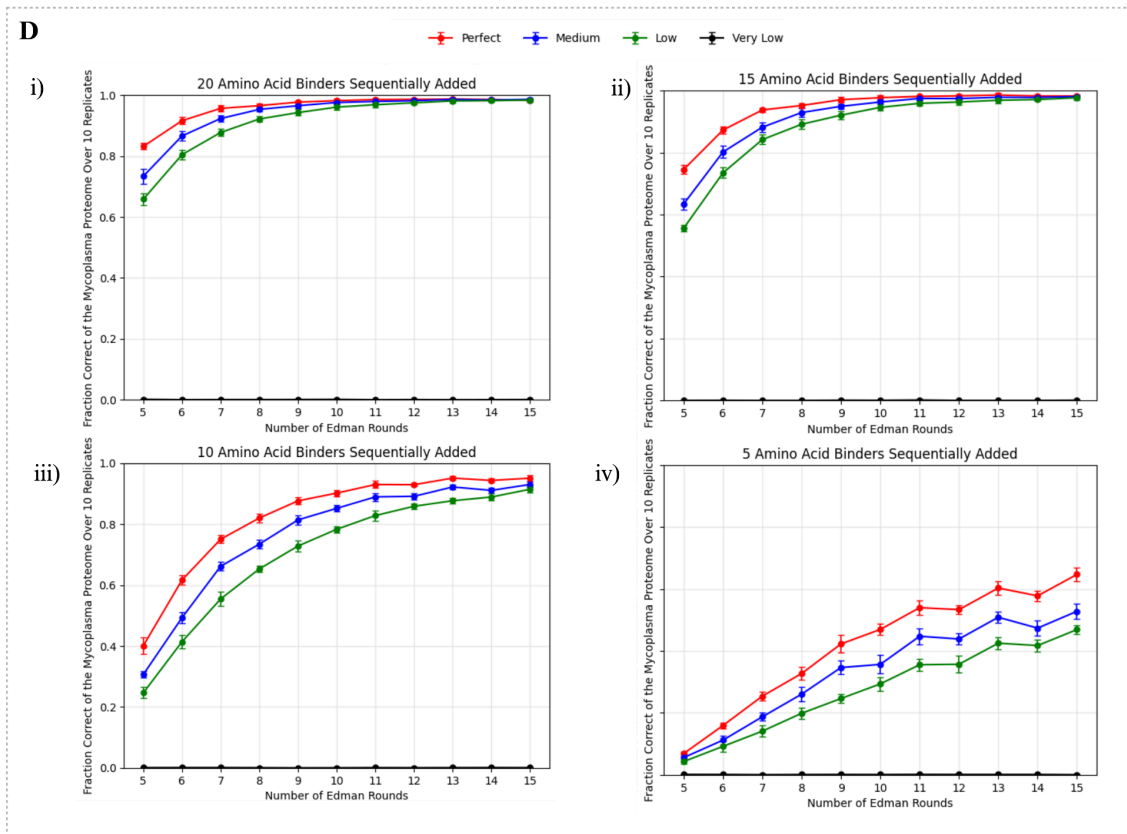 D
Perfect Medium Low Very Low
i)
20 Amino Acid Binders Sequentially Added
Fraction Correct of the Mycoplasma Proteome Over 10 Replicates
1.0
0.8
0.6
0.4
0.2
0.0
5 6 7 8 9 10 11 12 13 14 15
Number of Edman Rounds
ii)
15 Amino Acid Binders Sequentially Added
Fraction Correct of the Mycoplasma Proteome Over 10 Replicates
5 6 7 8 9 10 11 12 13 14 15
Number of Edman Rounds
iii)
10 Amino Acid Binders Sequentially Added
Fraction Correct of the Mycoplasma Proteome Over 10 Replicates
1.0
0.8
0.6
0.4
0.2
0.0
5 6 7 8 9 10 11 12 13 14 15
Number of Edman Rounds
iv)
5 Amino Acid Binders Sequentially Added
Fraction Correct of the Mycoplasma Proteome Over 10 Replicates
5 6 7 8 9 10 11 12 13 14 15
Number of Edman Rounds